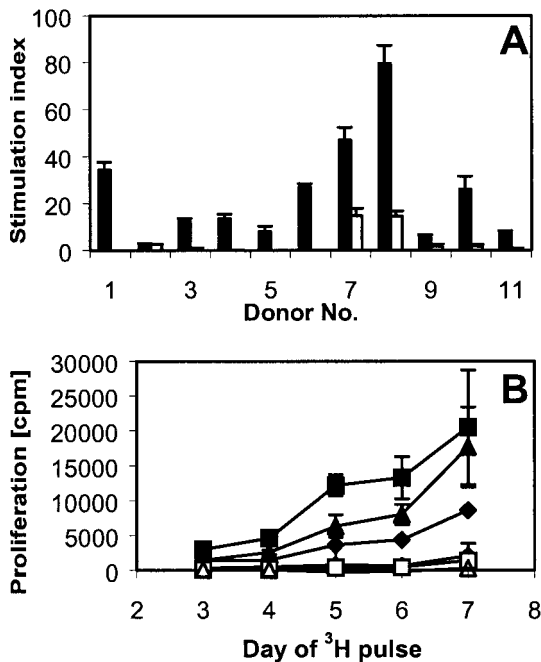 A
Stimulation index
100
80
60
40
20
0
1 3 5 7 9 11
Donor No.
B
Proliferation [cpm]
30000
25000
20000
15000
10000
5000
0
2 3 4 5 6 7 8
Day of ³H pulse